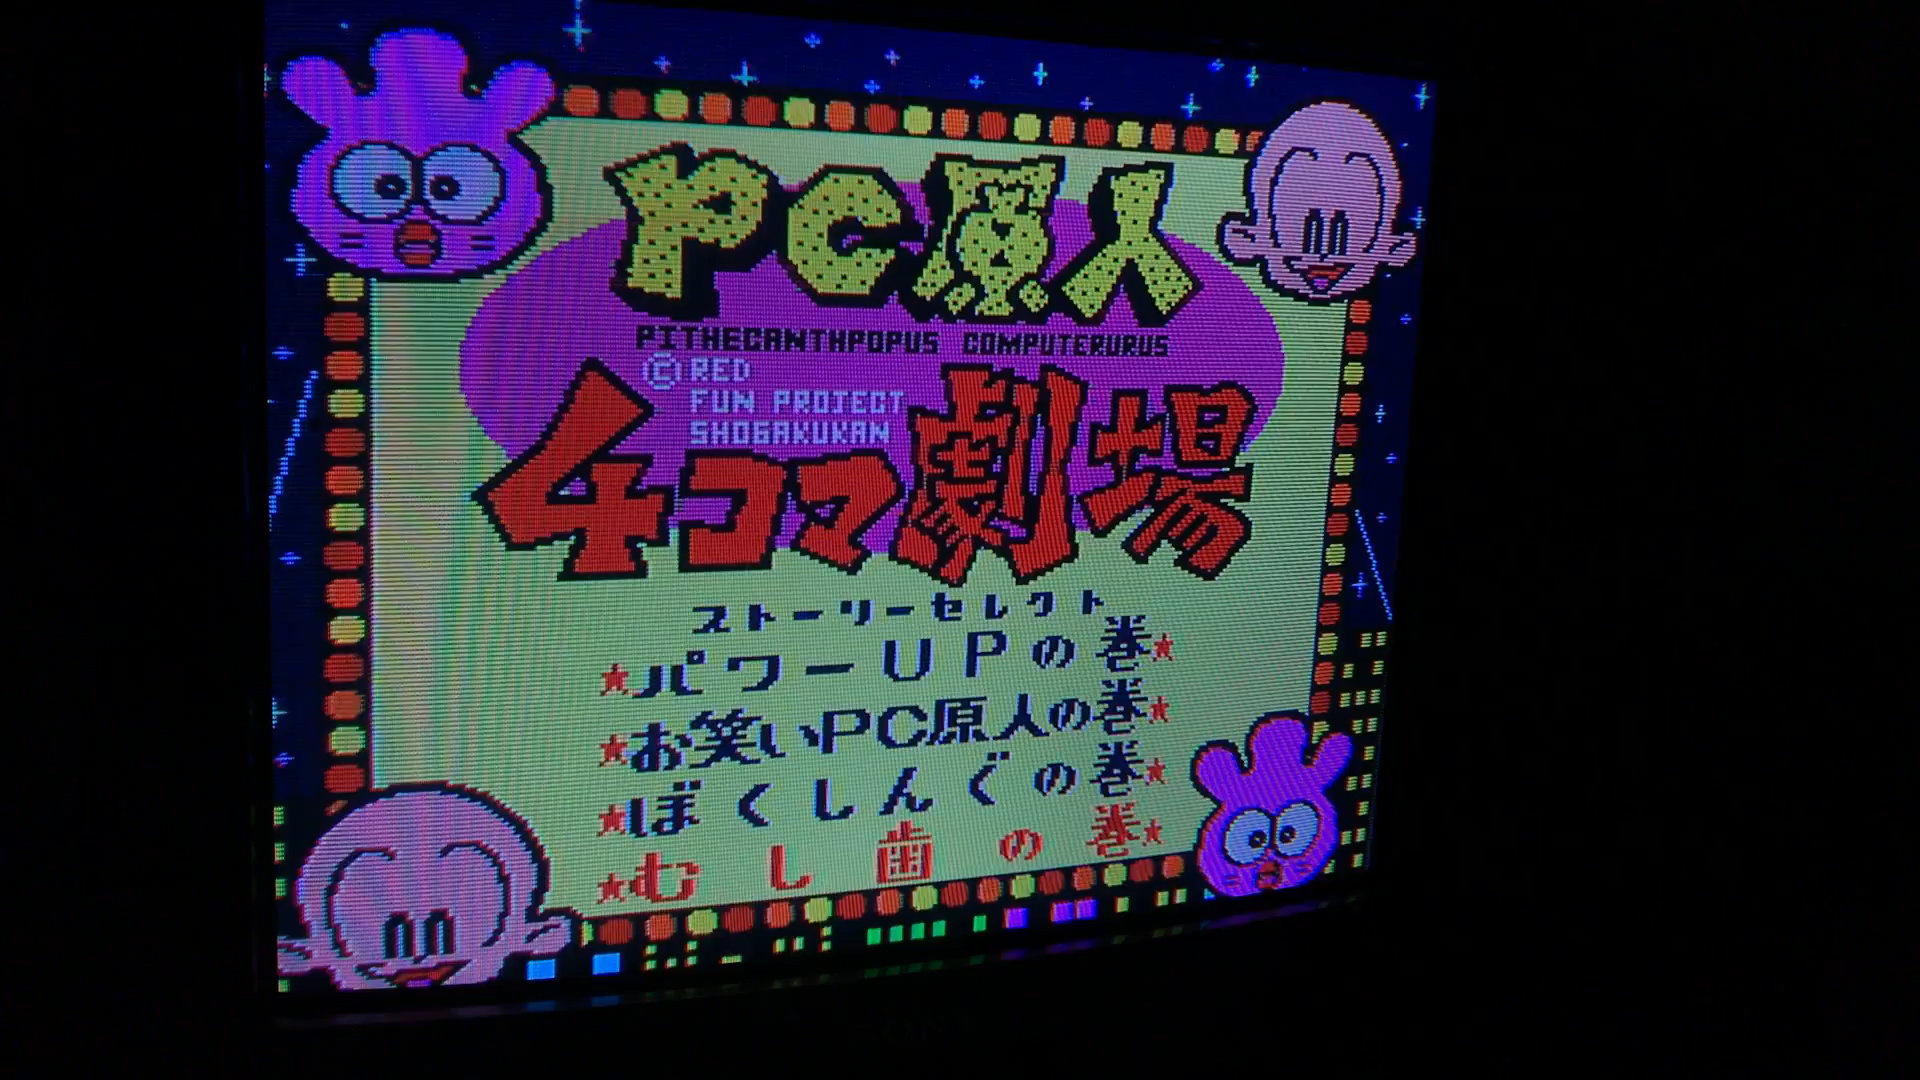 PC原人
PITHECANTHPOPUS COMPUTERURUS
© RED
FUN PROJECT
SHOGAKUKAN
4コマ劇場
ストーリーセレクト
★パワーUPの巻★
★お笑いPC原人の巻★
★ぼくしんぐの巻★
★むし歯の巻★